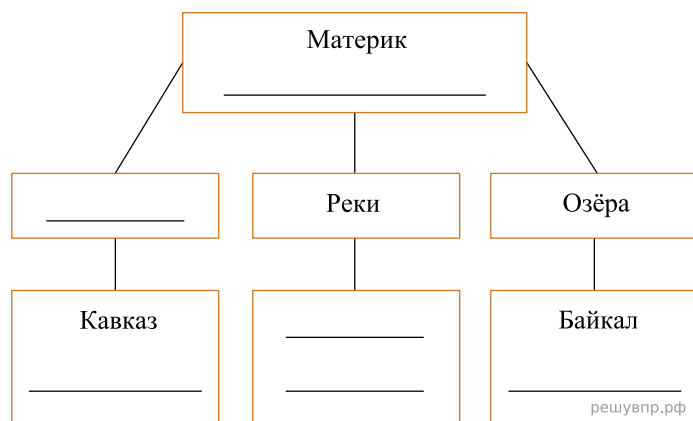 Материк
Реки
Озёра
Кавказ
Байкал
решувпр.рф